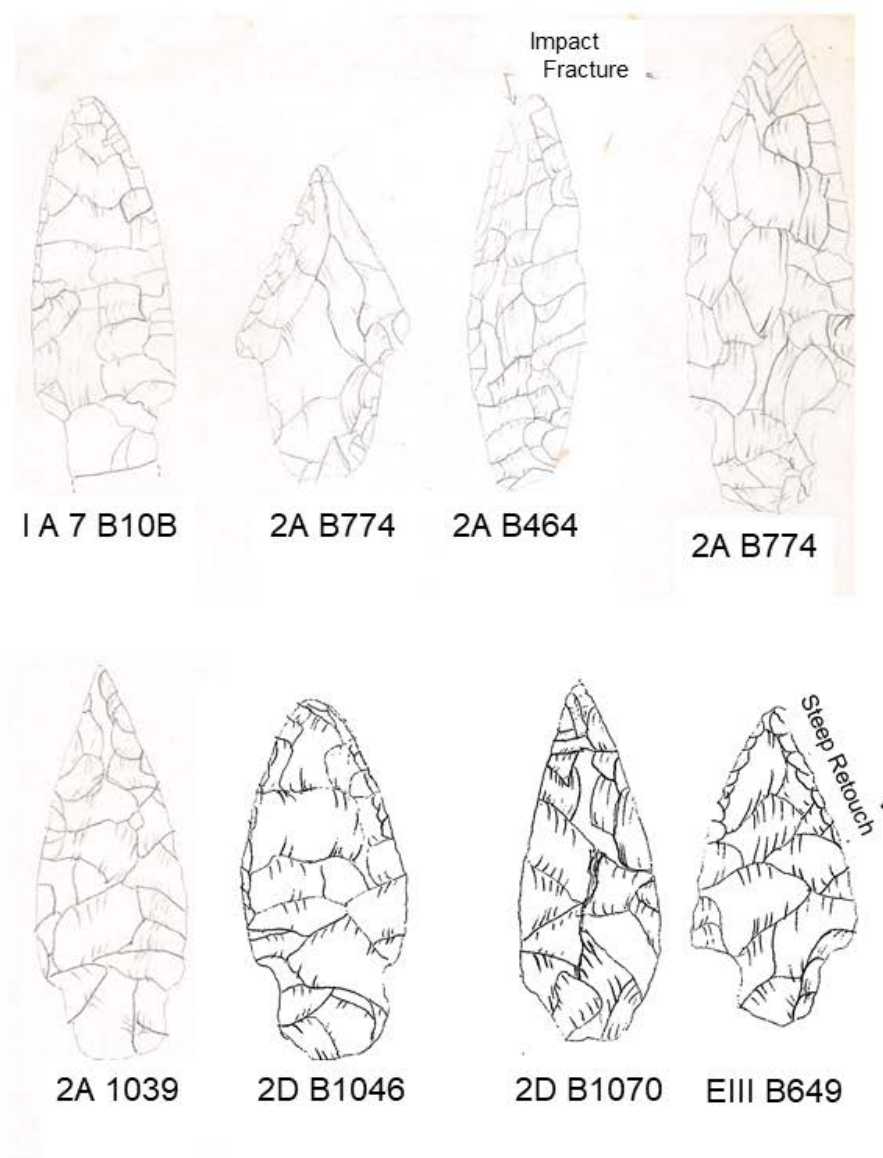 Impact
Fracture
I A 7 B10B
2A B774
2A B464
2A B774
Steep Retouch
2A 1039
2D B1046
2D B1070
EIII B649